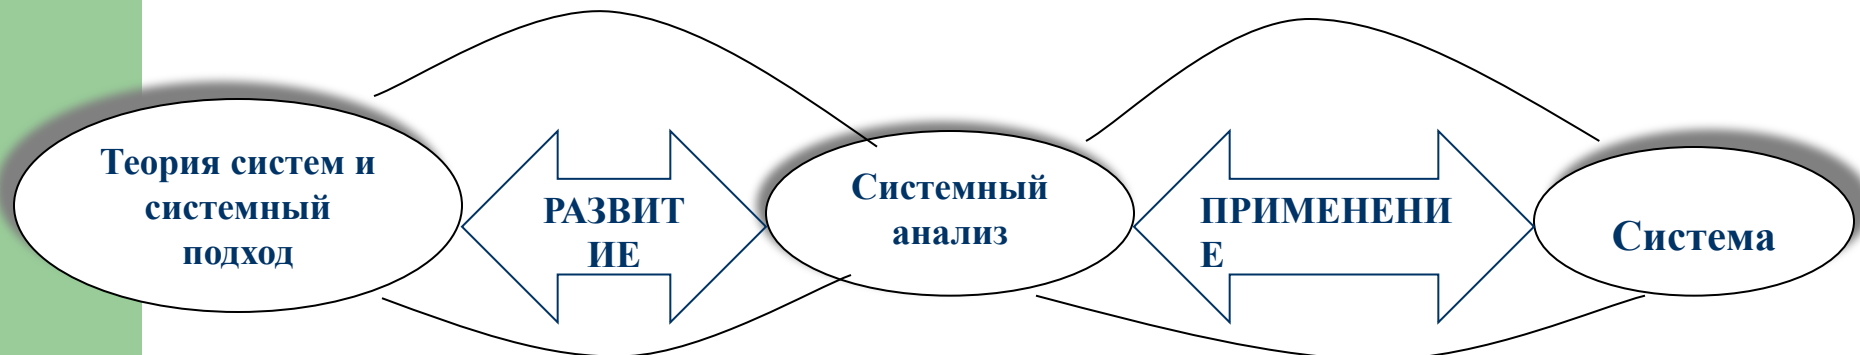 Теория систем и
системный
подход
РАЗВИТ
ИЕ
Системный
анализ
ПРИМЕНЕНИ
Е
Система